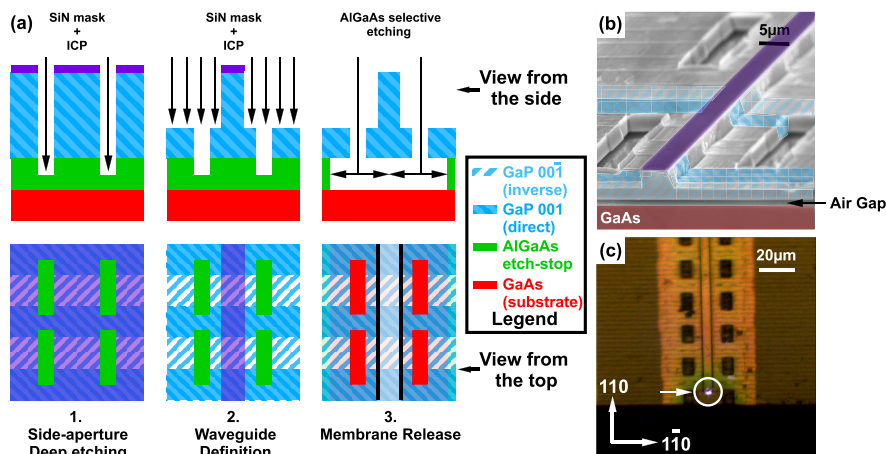 (a)
SiN mask
+
ICP
SiN mask
+
ICP
AlGaAs selective
etching
View from
the side
GaP 001̄
(inverse)
GaP 001
(direct)
AlGaAs
etch-stop
GaAs
(substrate)
Legend
View from
the top
1.
Side-aperture
Deep etching
2.
Waveguide
Definition
3.
Membrane Release
(b)
5µm
Air Gap
GaAs
(c)
20µm
110
11̄0